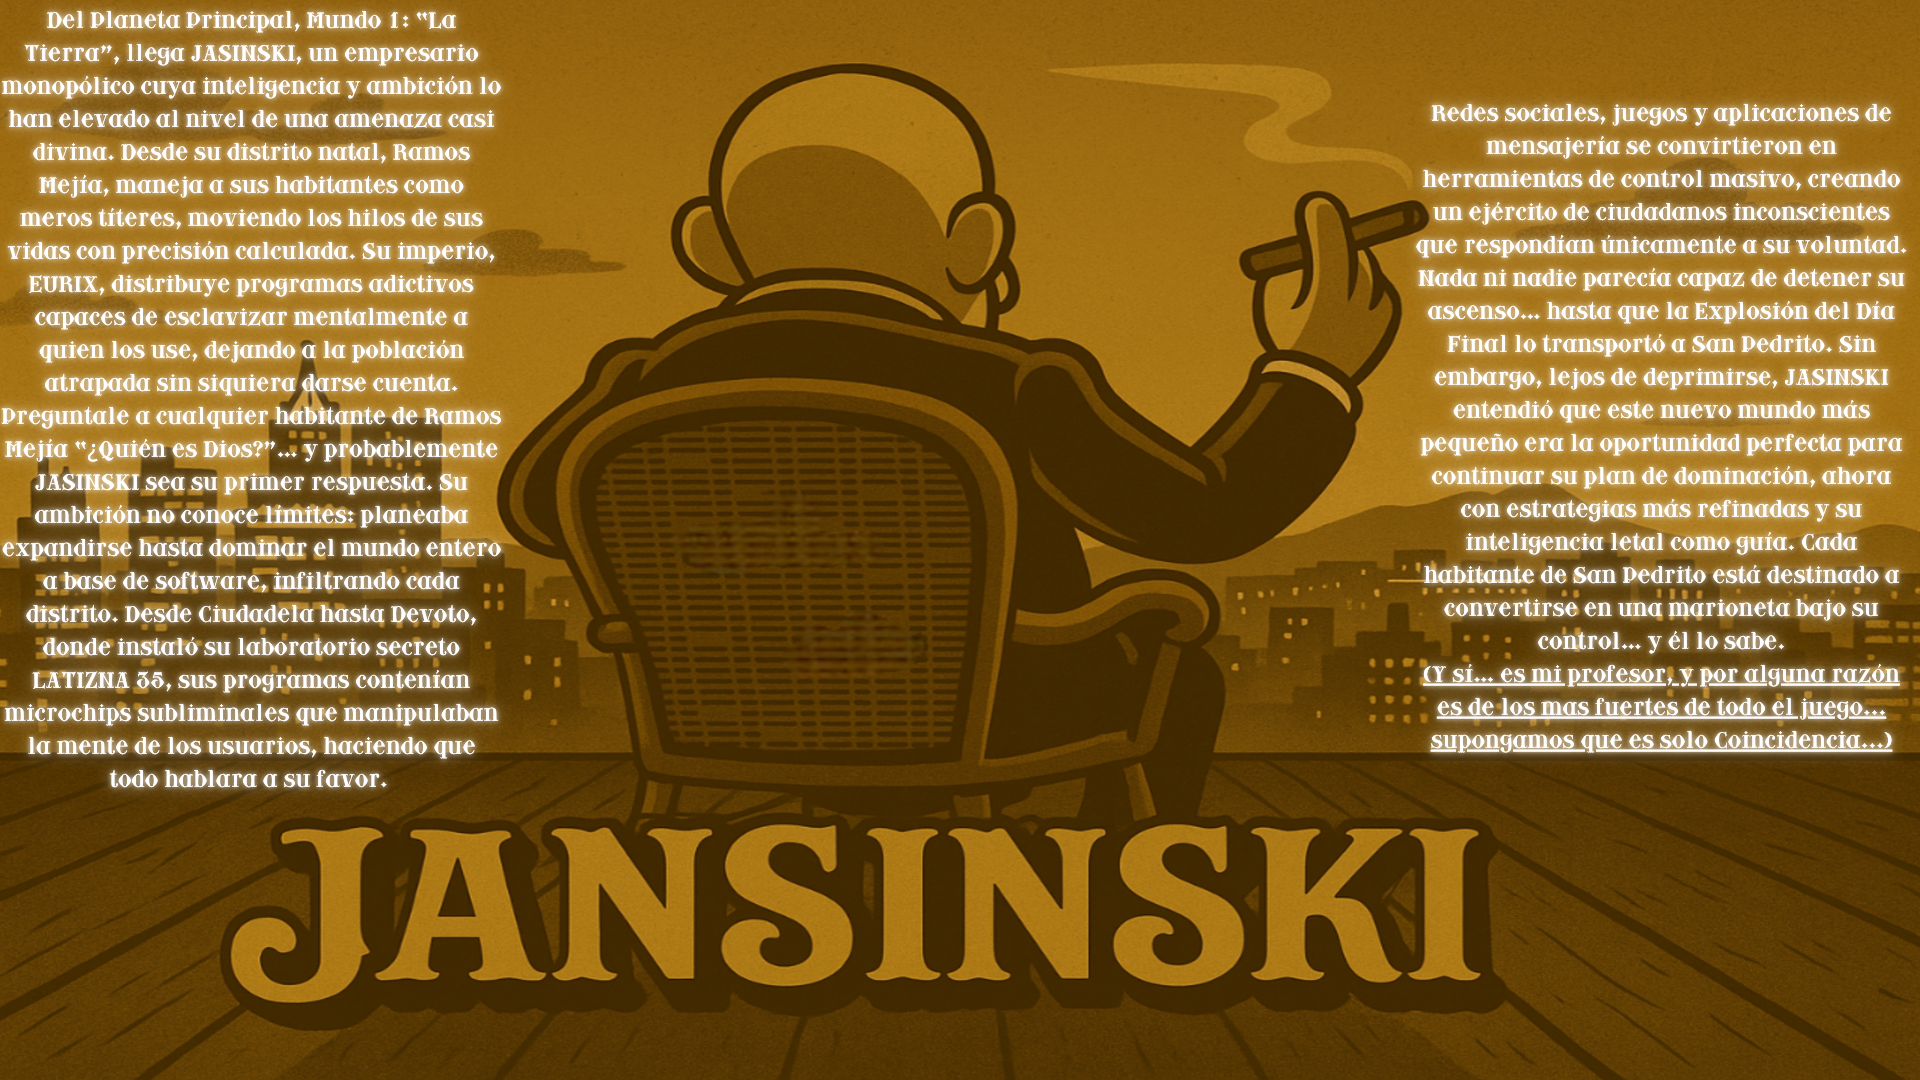 Del Planeta Principal, Mundo 1: "La
Tierra", llega JASINSKI, un empresario
monopólico cuya inteligencia y ambición lo
han elevado al nivel de una amenaza casi
divina. Desde su distrito natal, Ramos
Mejía, maneja a sus habitantes como
meros títeres, moviendo los hilos de sus
vidas con precisión calculada. Su imperio,
EURIX, distribuye programas adictivos
capaces de esclavizar mentalmente a
quien los use, dejando a la población
atrapada sin siquiera darse cuenta.
Preguntale a cualquier habitante de Ramos
Mejía "¿Quién es Dios?"... y probablemente
JASINSKI sea su primer respuesta. Su
ambición no conoce límites: planeaba
expandirse hasta dominar el mundo entero
a base de software, infiltrando cada
distrito. Desde Ciudadela hasta Devoto,
donde instaló su laboratorio secreto
LATIZNA 35, sus programas contenían
microchips subliminales que manipulaban
la mente de los usuarios, haciendo que
todo hablara a su favor.
Redes sociales, juegos y aplicaciones de
mensajería se convirtieron en
herramientas de control masivo, creando
un ejército de ciudadanos inconscientes
que respondían únicamente a su voluntad.
Nada ni nadie parecía capaz de detener su
ascenso... hasta que la Explosión del Día
Final lo transportó a San Pedrito. Sin
embargo, lejos de deprimirse, JASINSKI
entendió que este nuevo mundo más
pequeño era la oportunidad perfecta para
continuar su plan de dominación, ahora
con estrategias más refinadas y su
inteligencia letal como guía. Cada
habitante de San Pedrito está destinado a
convertirse en una marioneta bajo su
control... y él lo sabe.
(Y sí... es mi profesor, y por alguna razón
es de los mas fuertes de todo el juego...
supongamos que es solo Coincidencia...)
JANSINSKI